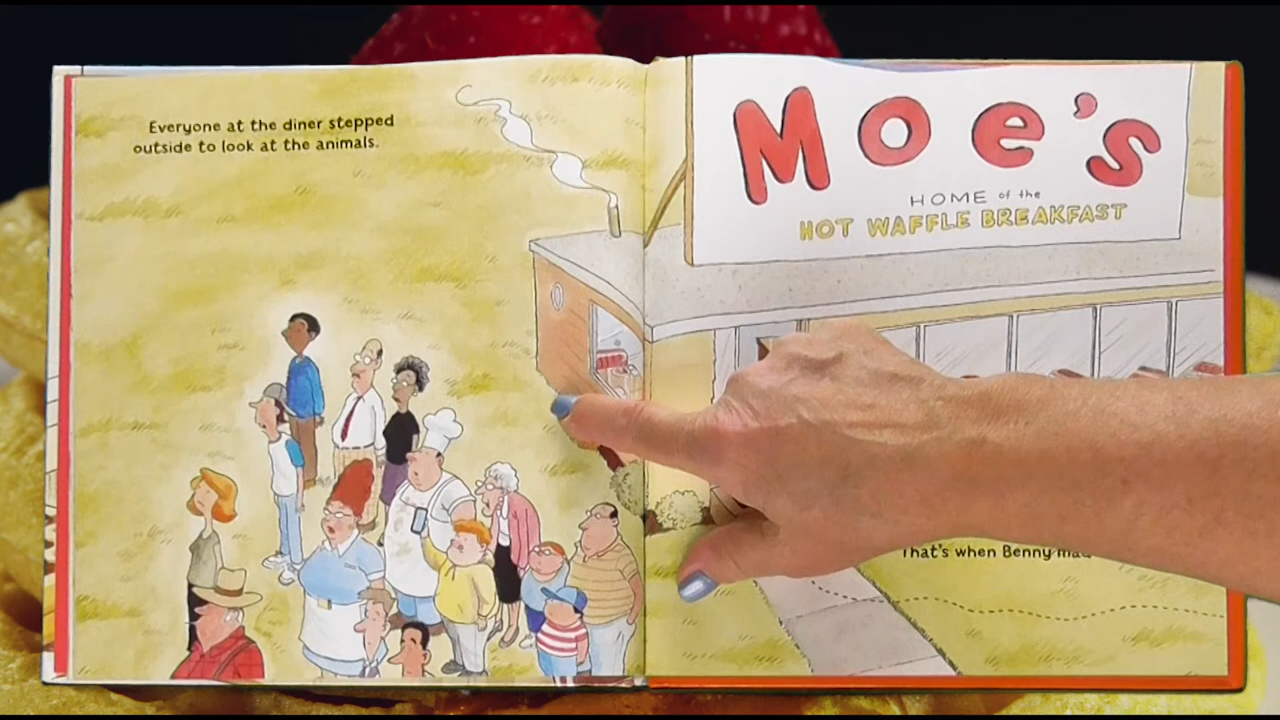 Everyone at the diner stepped
outside to look at the animals.
Moe's
HOME of the
HOT WAFFLE BREAKFAST
That's when Benny